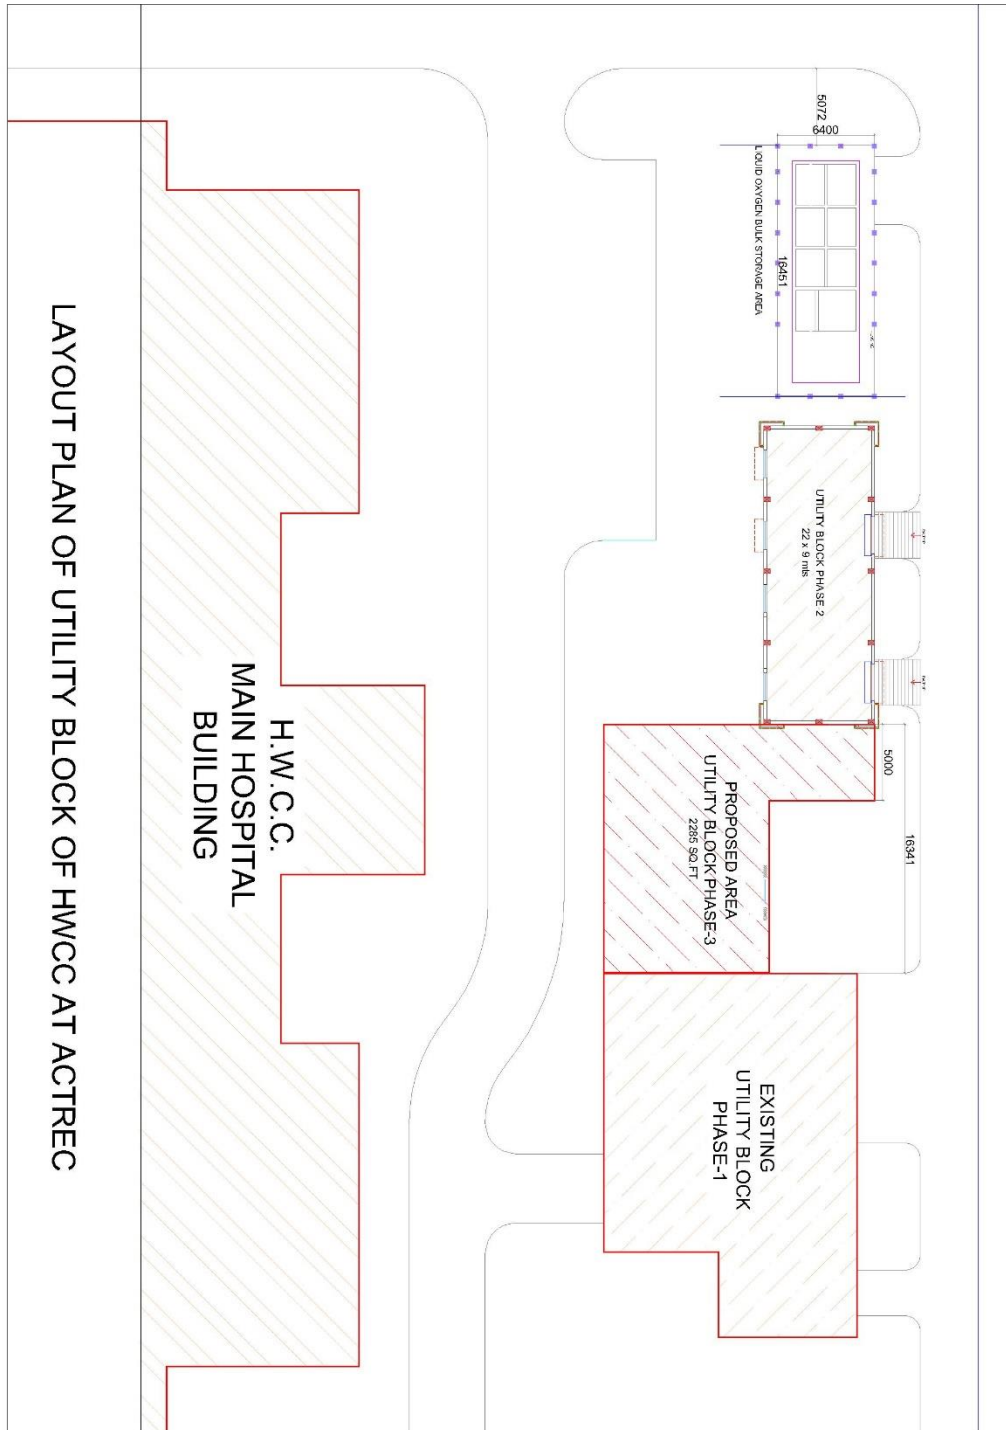 5072
6400
LIQUID OXYGEN BULK STORAGE AREA
16451
UTILITY BLOCK PHASE 2
22 x 9 mts
5000
16341
PROPOSED AREA
UTILITY BLOCK PHASE-3
2285 SQ.FT
EXISTING
UTILITY BLOCK
PHASE-1
H.W.C.C.
MAIN HOSPITAL
BUILDING
LAYOUT PLAN OF UTILITY BLOCK OF HWCC AT ACTREC